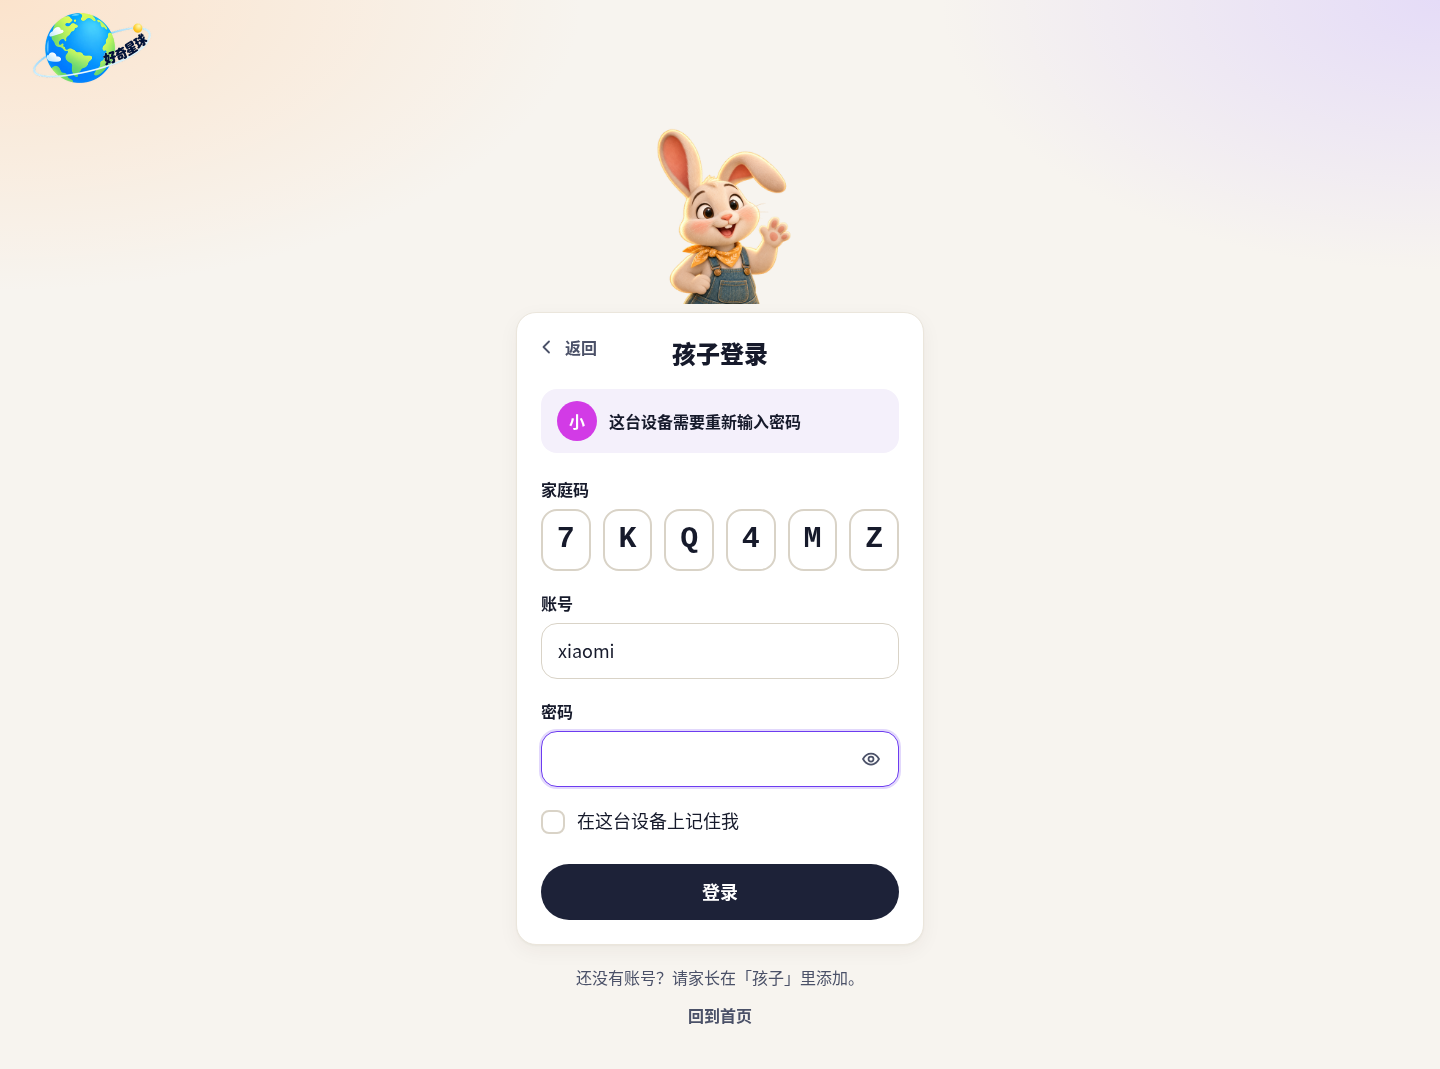 好奇星球
返回
孩子登录
小
这台设备需要重新输入密码
家庭码
7 K Q 4 M Z
账号
xiaomi
密码
在这台设备上记住我
登录
还没有账号？请家长在「孩子」里添加。
回到首页